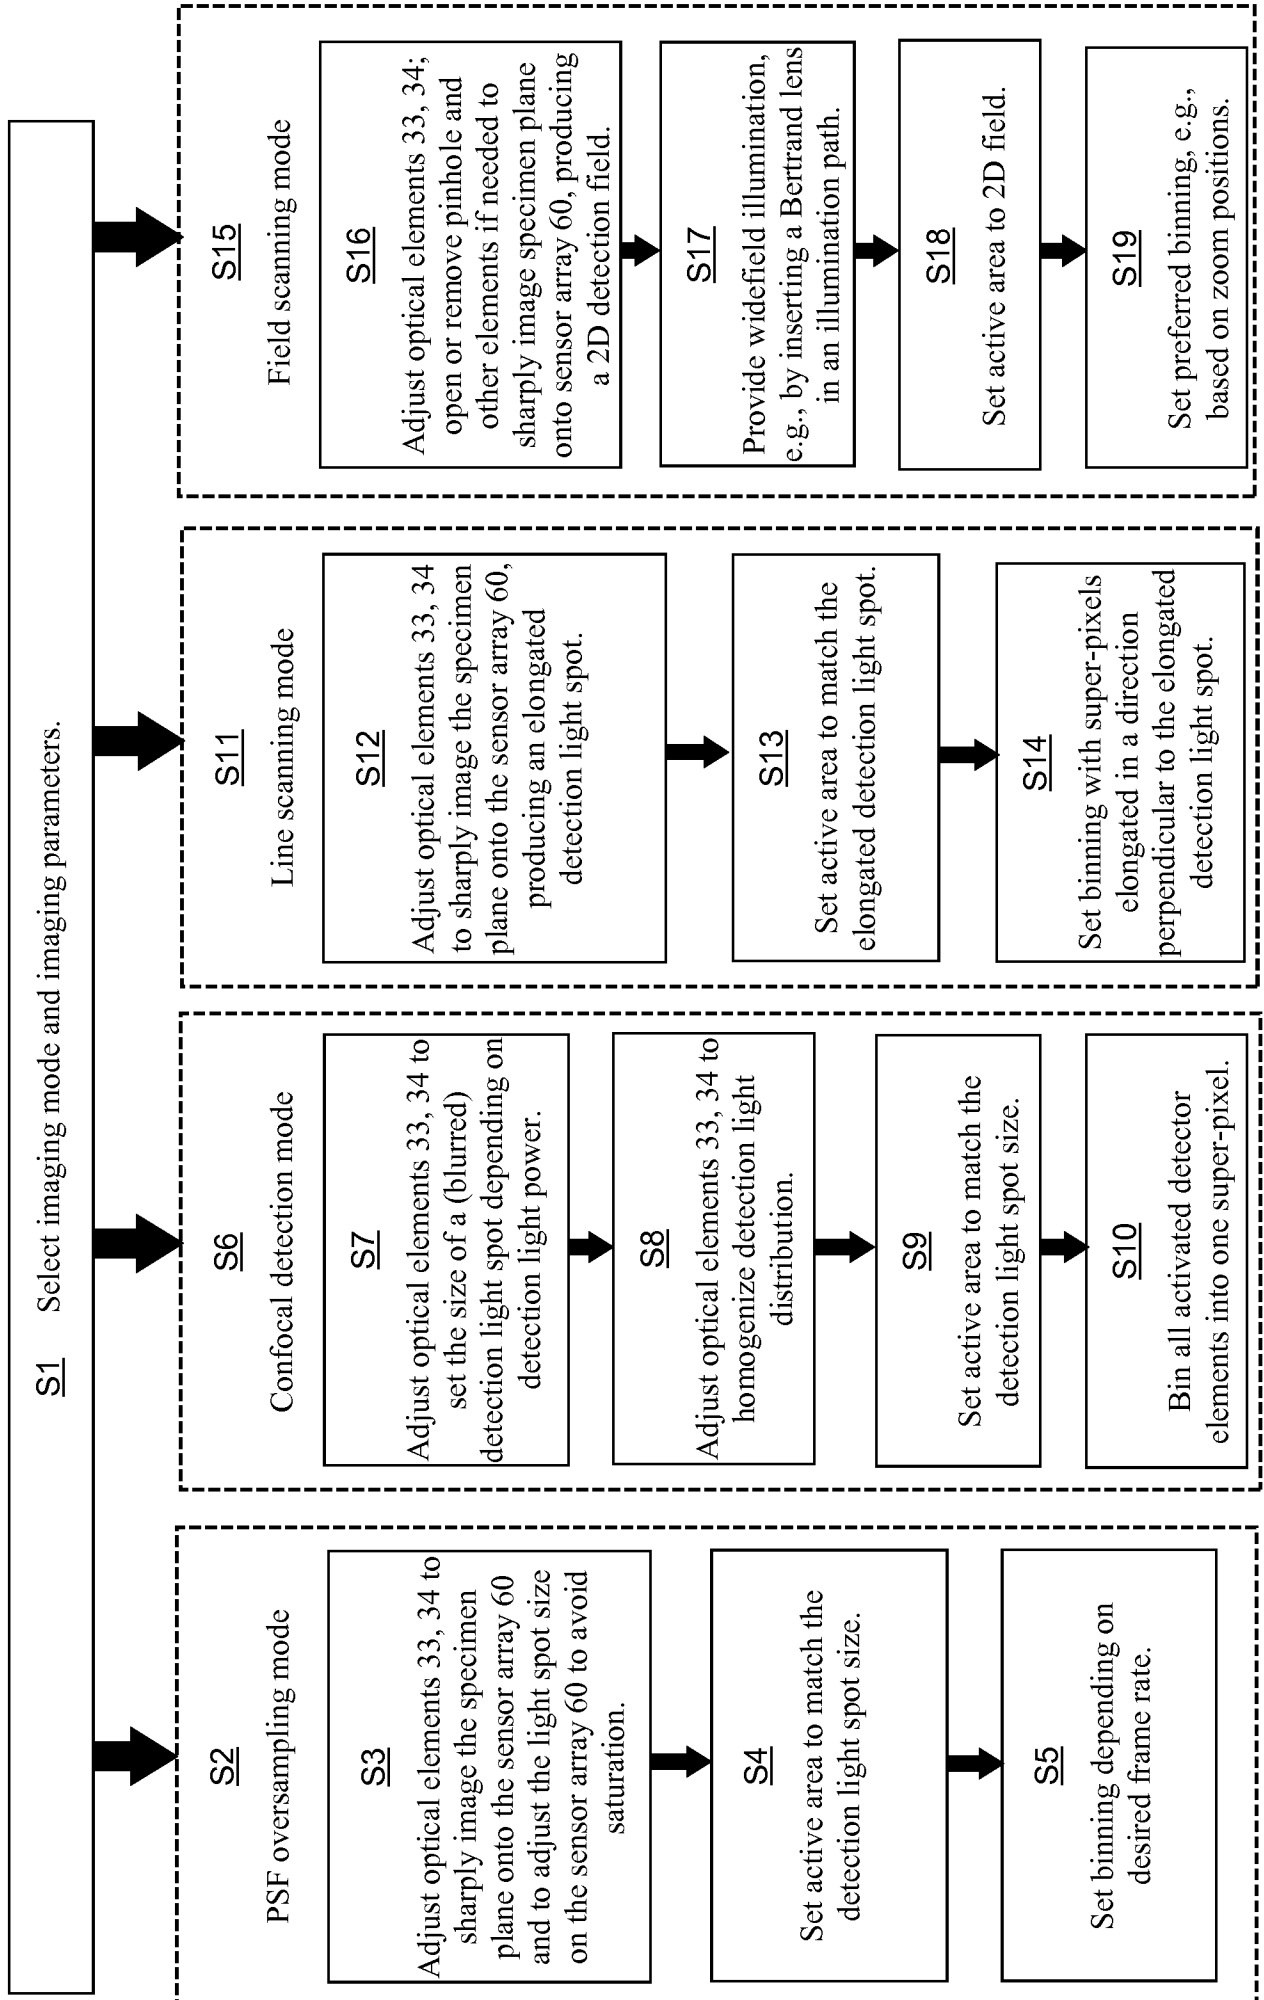 S1 Select imaging mode and imaging parameters.
S2
PSF oversampling mode
S3
Adjust optical elements 33, 34 to
sharply image the specimen
plane onto the sensor array 60
and to adjust the light spot size
on the sensor array 60 to avoid
saturation.
S4
Set active area to match the
detection light spot size.
S5
Set binning depending on
desired frame rate.
S6
Confocal detection mode
S7
Adjust optical elements 33, 34 to
set the size of a (blurred)
detection light spot depending on
detection light power.
S8
Adjust optical elements 33, 34 to
homogenize detection light
distribution.
S9
Set active area to match the
detection light spot size.
S10
Bin all activated detector
elements into one super-pixel.
S11
Line scanning mode
S12
Adjust optical elements 33, 34
to sharply image the specimen
plane onto the sensor array 60,
producing an elongated
detection light spot.
S13
Set active area to match the
elongated detection light spot.
S14
Set binning with super-pixels
elongated in a direction
perpendicular to the elongated
detection light spot.
S15
Field scanning mode
S16
Adjust optical elements 33, 34;
open or remove pinhole and
other elements if needed to
sharply image specimen plane
onto sensor array 60, producing
a 2D detection field.
S17
Provide widefield illumination,
e.g., by inserting a Bertrand lens
in an illumination path.
S18
Set active area to 2D field.
S19
Set preferred binning, e.g.,
based on zoom positions.